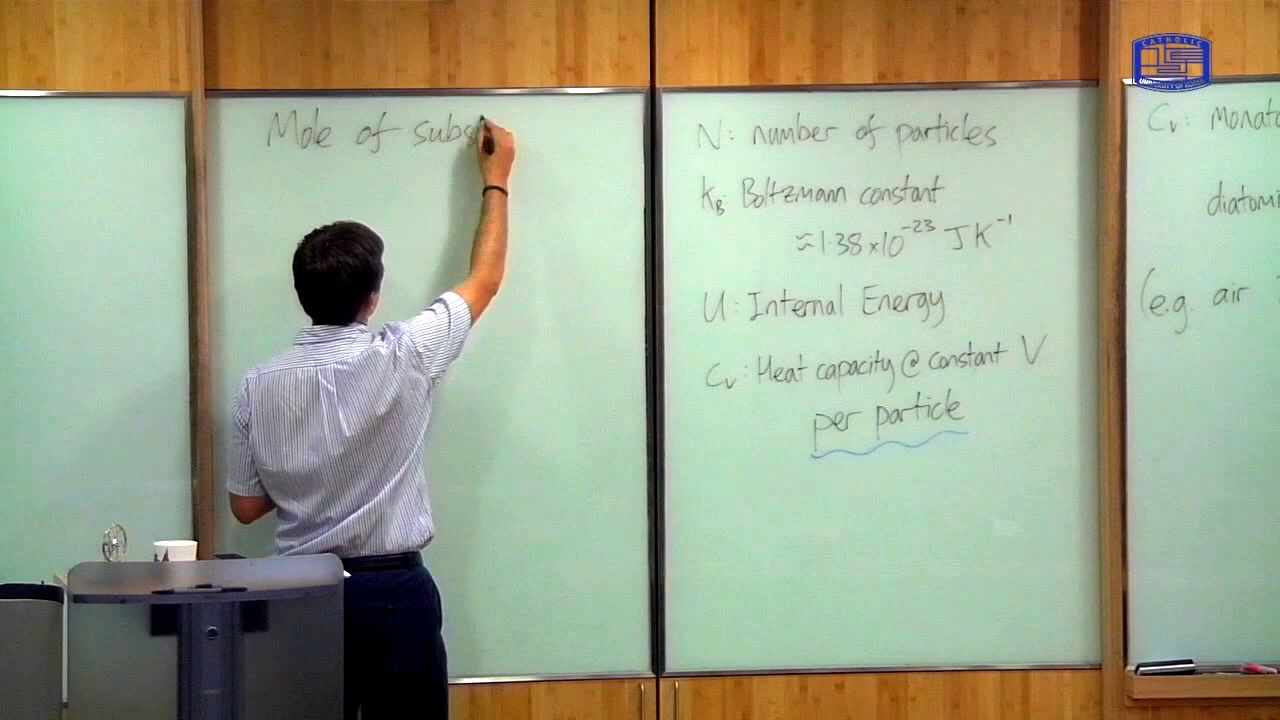 Mole of subs
N: number of particles
k_B: Boltzmann constant
≈1.38×10⁻²³ J K⁻¹
U: Internal Energy
c_v: Heat capacity @ constant V
per particle
C_v: monato
diatomi
(e.g. air
CATHOLIC